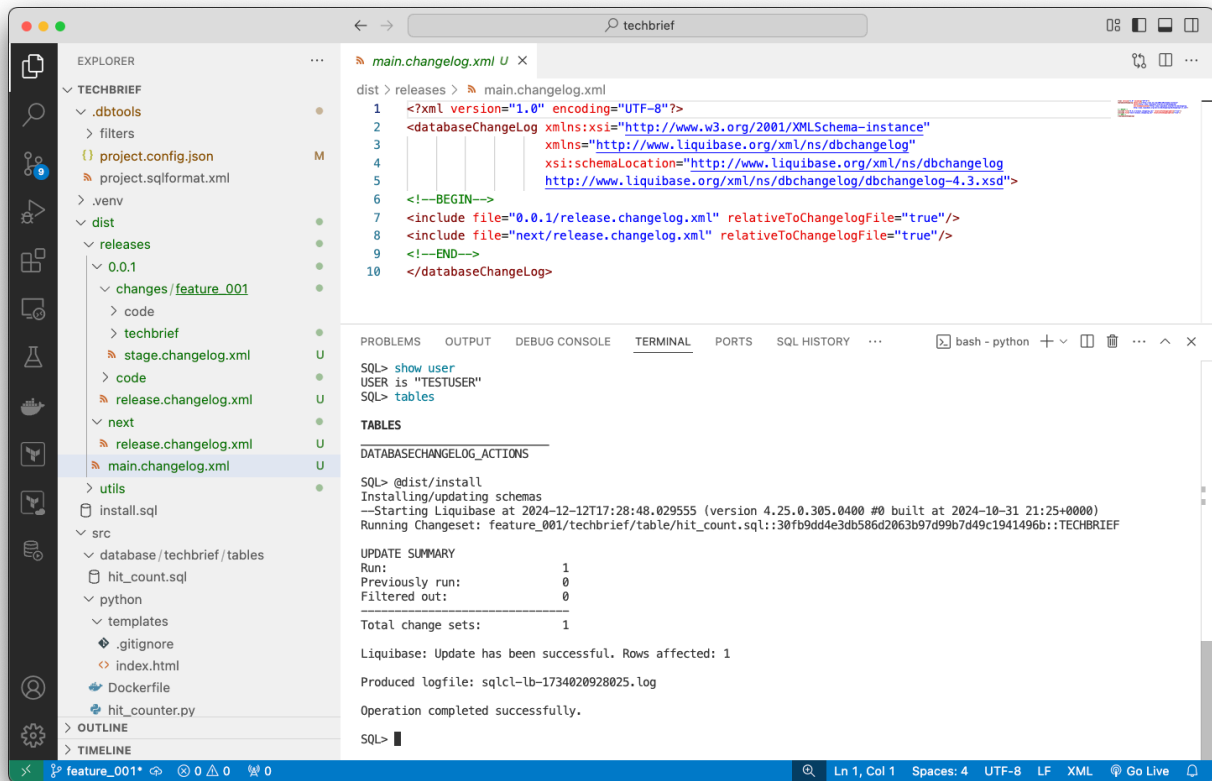 techbrief
EXPLORER
TECHBRIEF
.dbtools
filters
{} project.config.json M
project.sqlformat.xml
.venv
dist
releases
0.0.1
changes/feature_001
code
techbrief
stage.changelog.xml U
code
release.changelog.xml U
next
release.changelog.xml U
main.changelog.xml U
utils
install.sql
src
database/techbrief/tables
hit_count.sql
python
templates
.gitignore
index.html
Dockerfile
hit_counter.py
OUTLINE
TIMELINE
9
main.changelog.xml U
dist > releases > main.changelog.xml
1 <?xml version="1.0" encoding="UTF-8"?>
2 <databaseChangeLog xmlns:xsi="http://www.w3.org/2001/XMLSchema-instance"
3 xmlns="http://www.liquibase.org/xml/ns/dbchangelog"
4 xsi:schemaLocation="http://www.liquibase.org/xml/ns/dbchangelog
5 http://www.liquibase.org/xml/ns/dbchangelog/dbchangelog-4.3.xsd">
6 <!--BEGIN-->
7 <include file="0.0.1/release.changelog.xml" relativeToChangelogFile="true"/>
8 <include file="next/release.changelog.xml" relativeToChangelogFile="true"/>
9 <!--END-->
10 </databaseChangeLog>
PROBLEMS OUTPUT DEBUG CONSOLE TERMINAL PORTS SQL HISTORY ··· bash - python
SQL> show user
USER is "TESTUSER"
SQL> tables
TABLES
DATABASECHANGELOG_ACTIONS
SQL> @dist/install
Installing/updating schemas
--Starting Liquibase at 2024-12-12T17:28:48.029555 (version 4.25.0.305.0400 #0 built at 2024-10-31 21:25+0000)
Running Changeset: feature_001/techbrief/table/hit_count.sql::30fb9dd4e3db586d2063b97d99b7d49c1941496b::TECHBRIEF
UPDATE SUMMARY
Run: 1
Previously run: 0
Filtered out: 0
-------------------------------
Total change sets: 1
Liquibase: Update has been successful. Rows affected: 1
Produced logfile: sqlcl-lb-1734020928025.log
Operation completed successfully.
SQL>
feature_001* 0 0 0 Ln 1, Col 1 Spaces: 4 UTF-8 LF XML Go Live